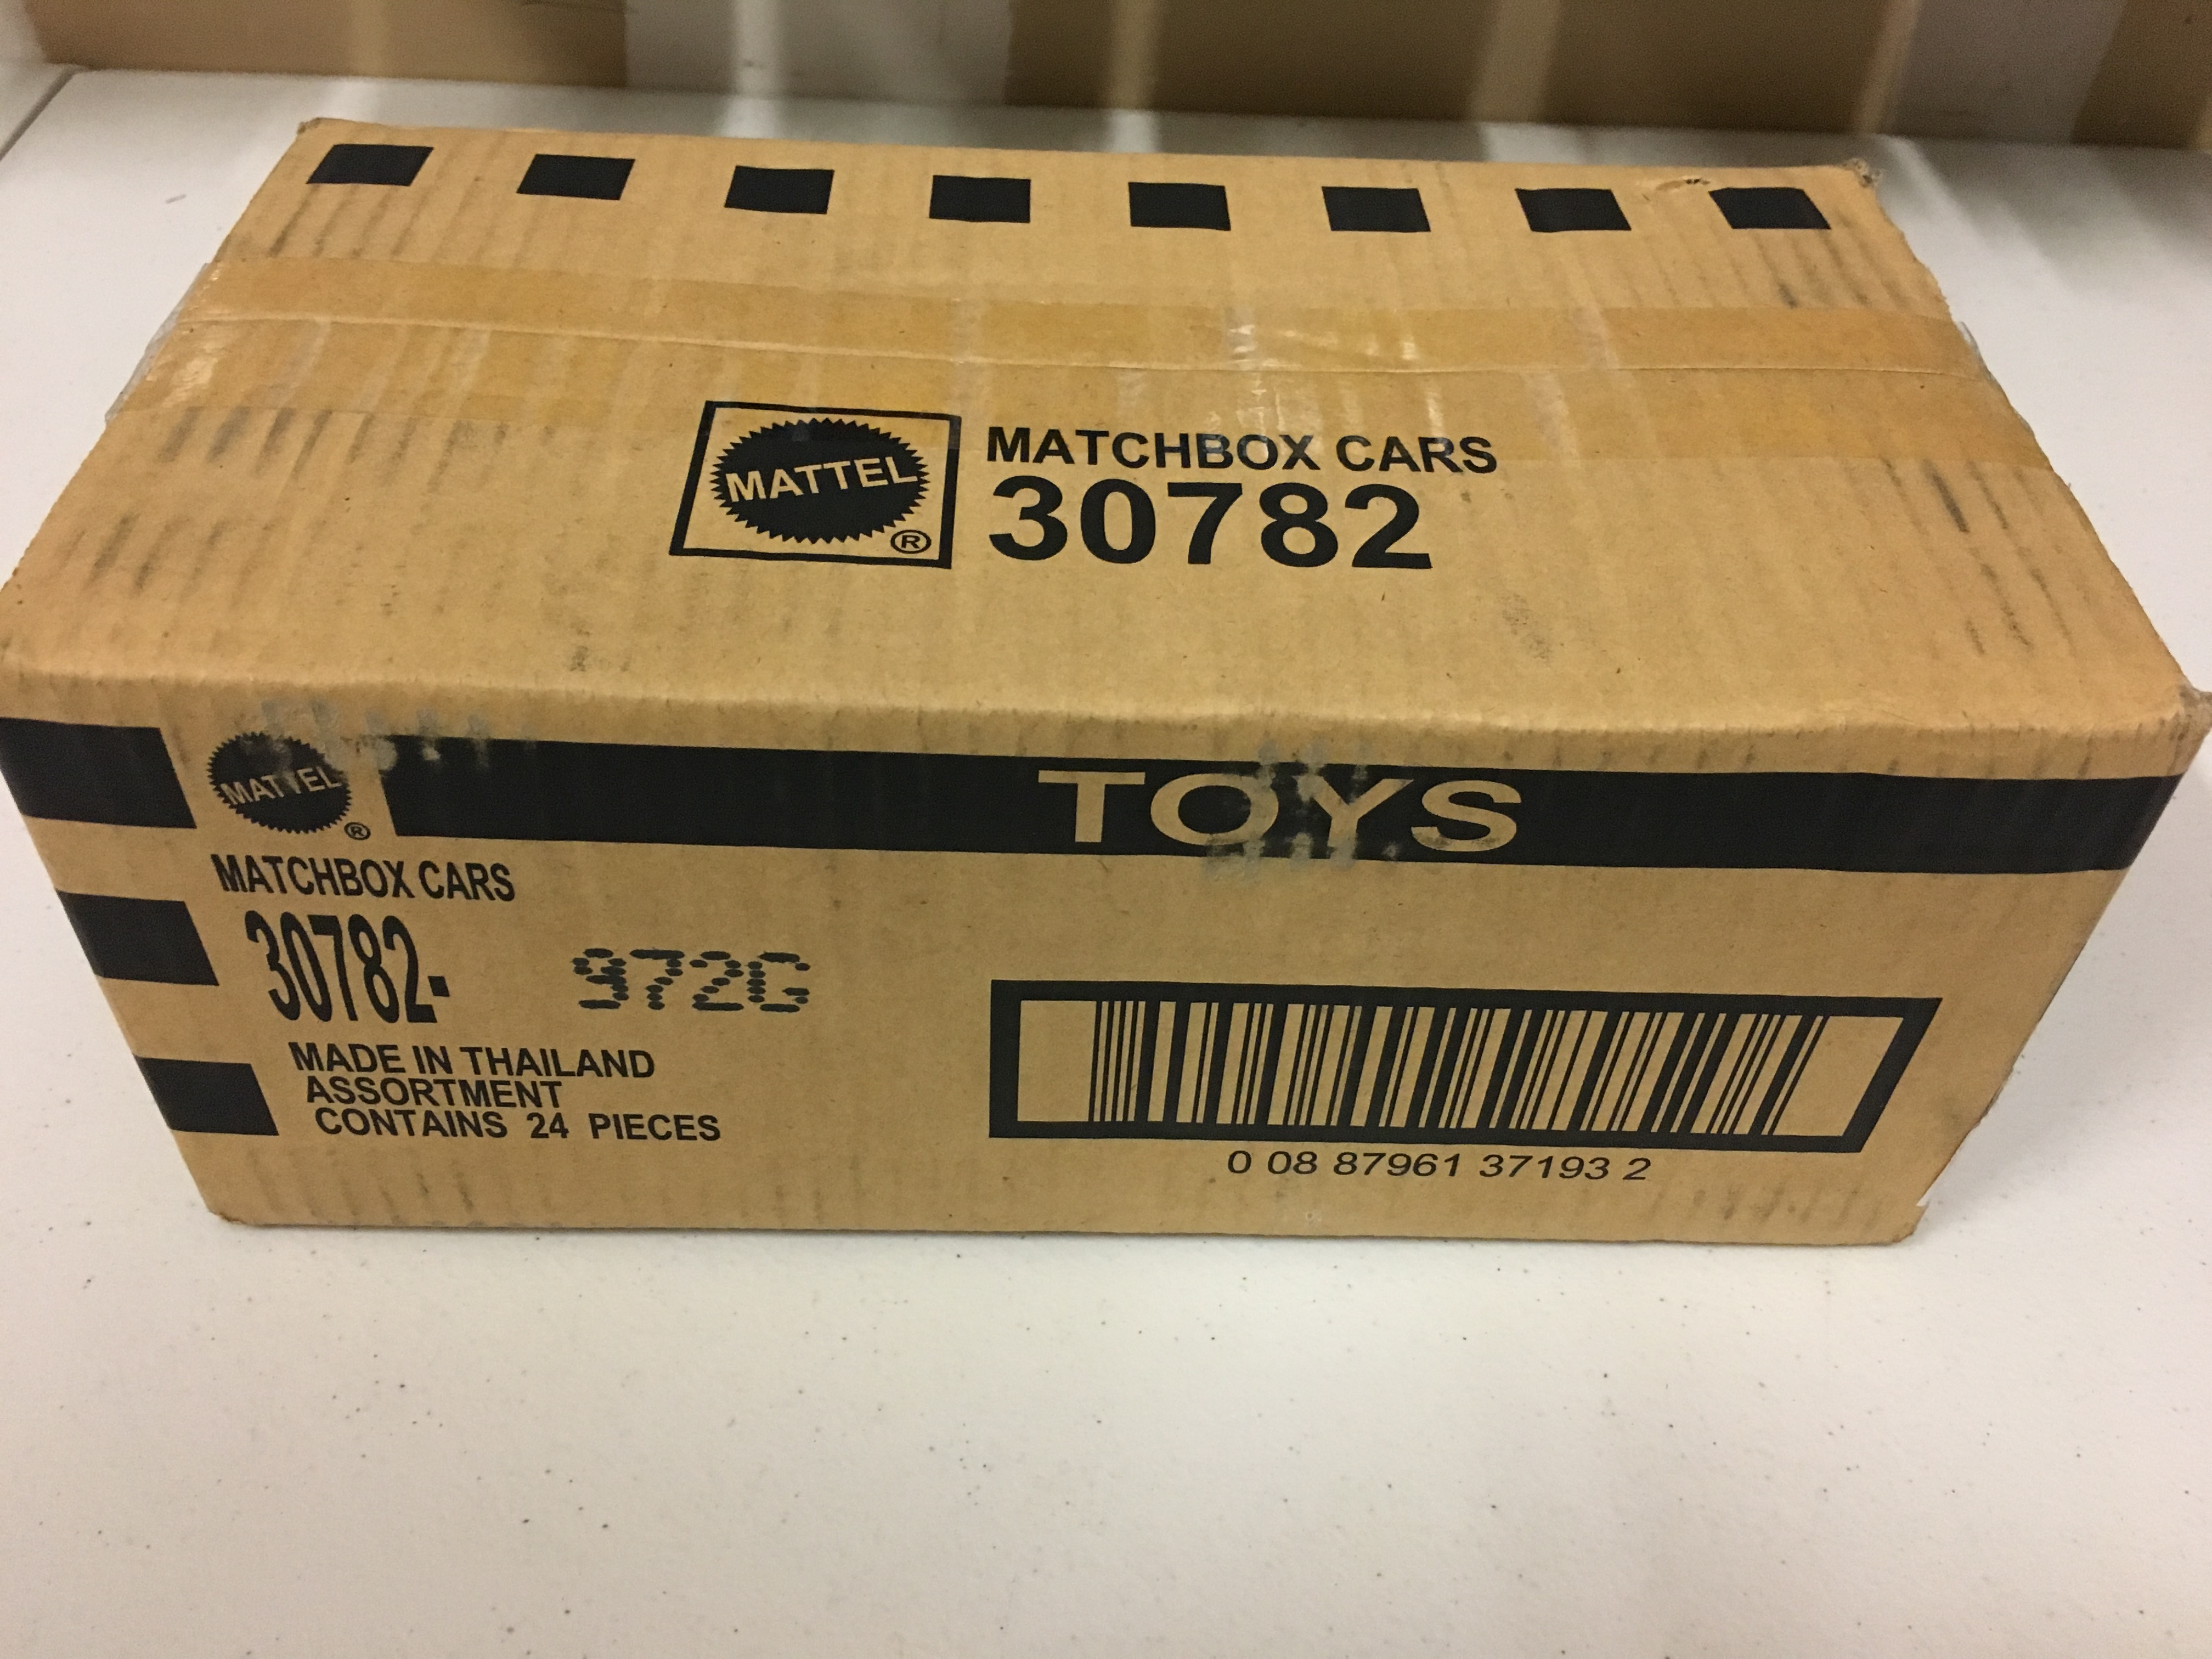 MATTEL
®
MATCHBOX CARS
30782
MATTEL
®
TOYS
MATCHBOX CARS
30782-
972G
MADE IN THAILAND
ASSORTMENT
CONTAINS 24 PIECES
0 08 87961 37193 2